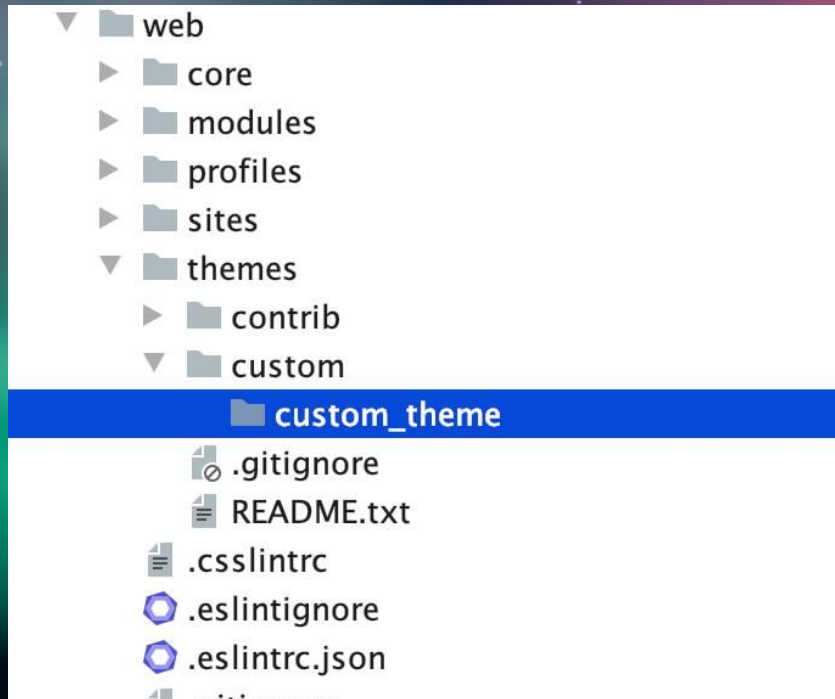 web
core
modules
profiles
sites
themes
contrib
custom
custom_theme
.gitignore
README.txt
.csslintrc
.eslintignore
.eslintrc.json